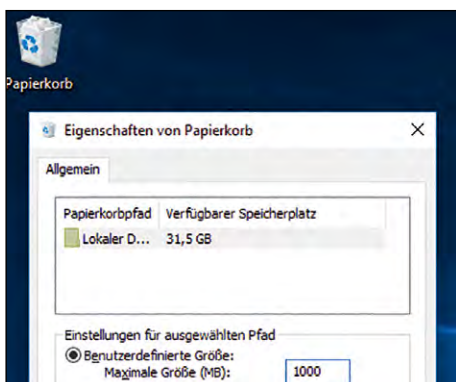 Papierkorb
Eigenschaften von Papierkorb
Allgemein
Papierkorbpfad Verfügbarer Speicherplatz
Lokaler D... 31,5 GB
Einstellungen für ausgewählten Pfad
Benutzerdefinierte Größe:
Maximale Größe (MB): 1000